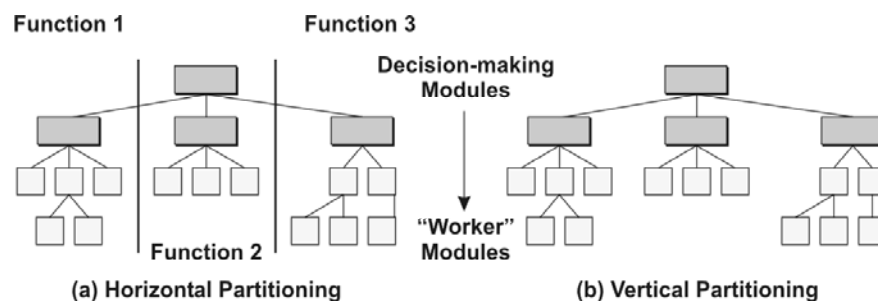 Function 1
Function 3
Decision-making
Modules
Function 2
“Worker”
Modules
(a) Horizontal Partitioning
(b) Vertical Partitioning